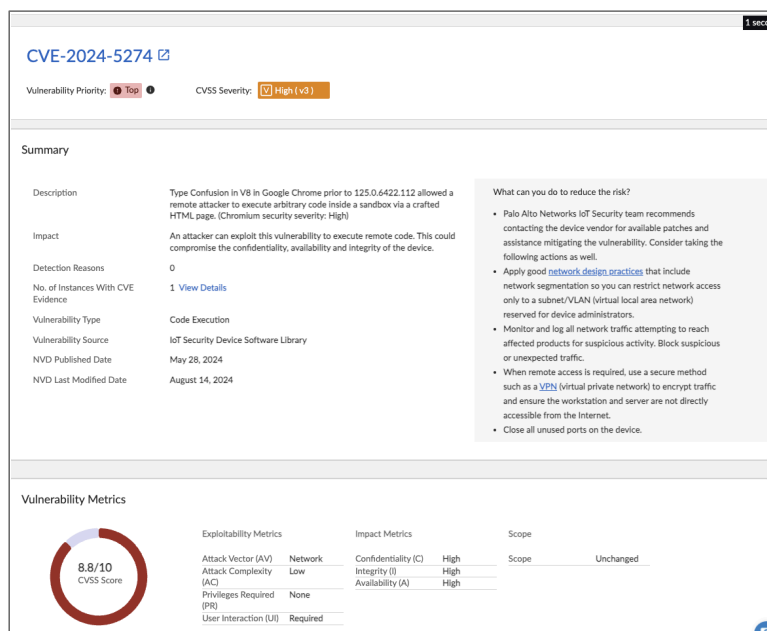 1 seco
CVE-2024-5274
Vulnerability Priority: Top
CVSS Severity: V High ( v3 )
Summary
Description
Type Confusion in V8 in Google Chrome prior to 125.0.6422.112 allowed a
remote attacker to execute arbitrary code inside a sandbox via a crafted
HTML page. (Chromium security severity: High)
Impact
An attacker can exploit this vulnerability to execute remote code. This could
compromise the confidentiality, availability and integrity of the device.
Detection Reasons
0
No. of Instances With CVE
Evidence
1 View Details
Vulnerability Type
Code Execution
Vulnerability Source
IoT Security Device Software Library
NVD Published Date
May 28, 2024
NVD Last Modified Date
August 14, 2024
What can you do to reduce the risk?
• Palo Alto Networks IoT Security team recommends
contacting the device vendor for available patches and
assistance mitigating the vulnerability. Consider taking the
following actions as well.
• Apply good network design practices that include
network segmentation so you can restrict network access
only to a subnet/VLAN (virtual local area network)
reserved for device administrators.
• Monitor and log all network traffic attempting to reach
affected products for suspicious activity. Block suspicious
or unexpected traffic.
• When remote access is required, use a secure method
such as a VPN (virtual private network) to encrypt traffic
and ensure the workstation and server are not directly
accessible from the Internet.
• Close all unused ports on the device.
Vulnerability Metrics
8.8/10
CVSS Score
Exploitability Metrics
Attack Vector (AV) Network
Attack Complexity
(AC)
Low
Privileges Required
(PR)
None
User Interaction (UI) Required
Impact Metrics
Confidentiality (C) High
Integrity (I) High
Availability (A) High
Scope
Scope Unchanged